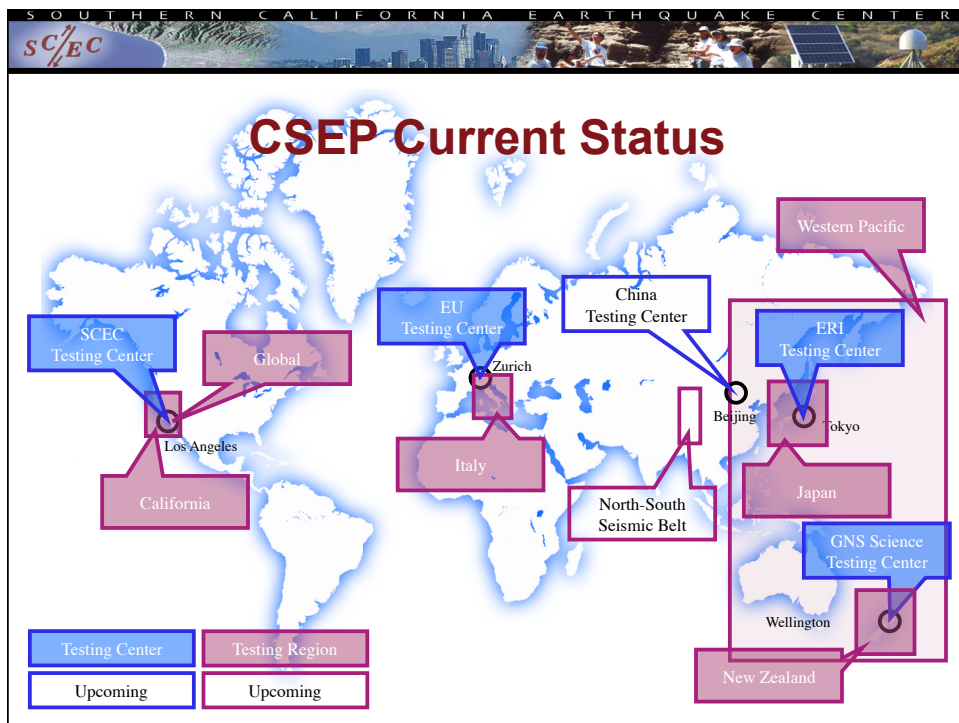 SOUTHERN CALIFORNIA EARTHQUAKE CENTER
SC/EC
CSEP Current Status
Western Pacific
China
Testing Center
EU
Testing Center
ERI
Testing Center
SCEC
Testing Center
Global
Zurich
Beijing
Tokyo
Los Angeles
Italy
California
North-South
Seismic Belt
Japan
GNS Science
Testing Center
Wellington
Testing Center
Testing Region
New Zealand
Upcoming
Upcoming